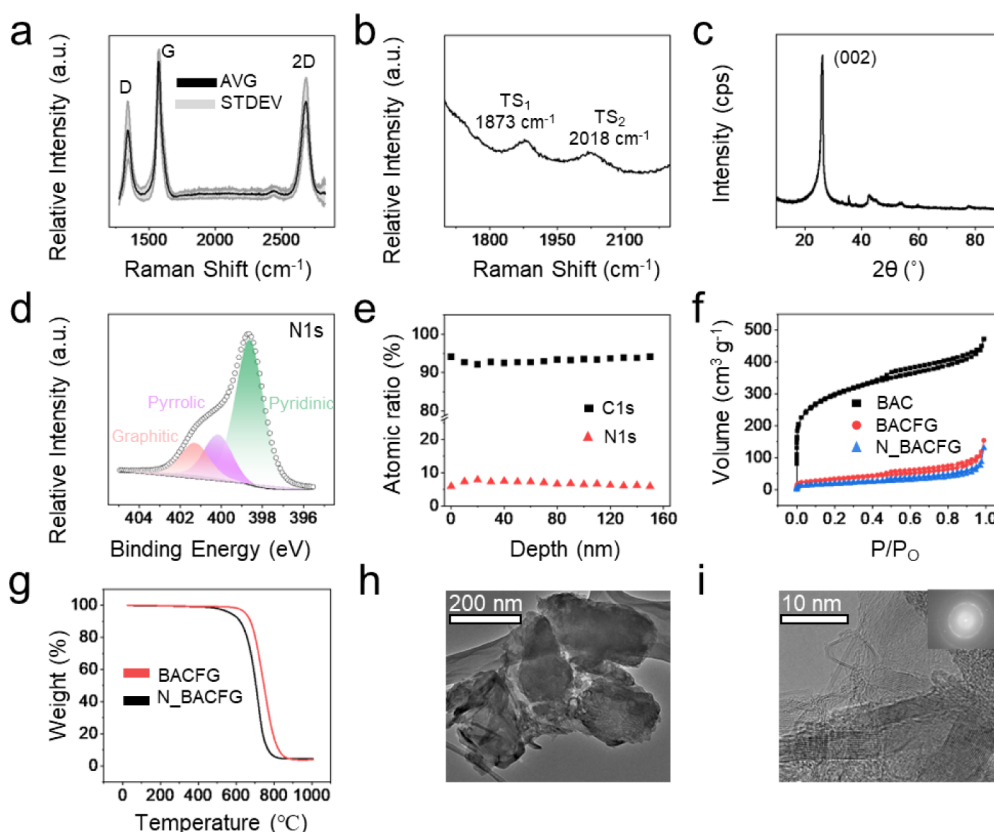 a
Relative Intensity (a.u.)
D
G
2D
AVG
STDEV
1500 2000 2500
Raman Shift (cm-1)
b
Relative Intensity (a.u.)
TS1
1873 cm-1
TS2
2018 cm-1
1800 1950 2100
Raman Shift (cm-1)
c
Intensity (cps)
(002)
20 40 60 80
2θ (°)
d
Relative Intensity (a.u.)
N1s
Pyrrolic
Graphitic
Pyridinic
404 402 400 398 396
Binding Energy (eV)
e
Atomic ratio (%)
100
95
90
20
10
0
C1s
N1s
0 40 80 120 160
Depth (nm)
f
Volume (cm3 g-1)
500
400
300
200
100
0
BAC
BACFG
N_BACFG
0.0 0.2 0.4 0.6 0.8 1.0
P/PO
g
Weight (%)
100
80
60
40
20
0
BACFG
N_BACFG
0 200 400 600 800 1000
Temperature (℃)
h
200 nm
i
10 nm